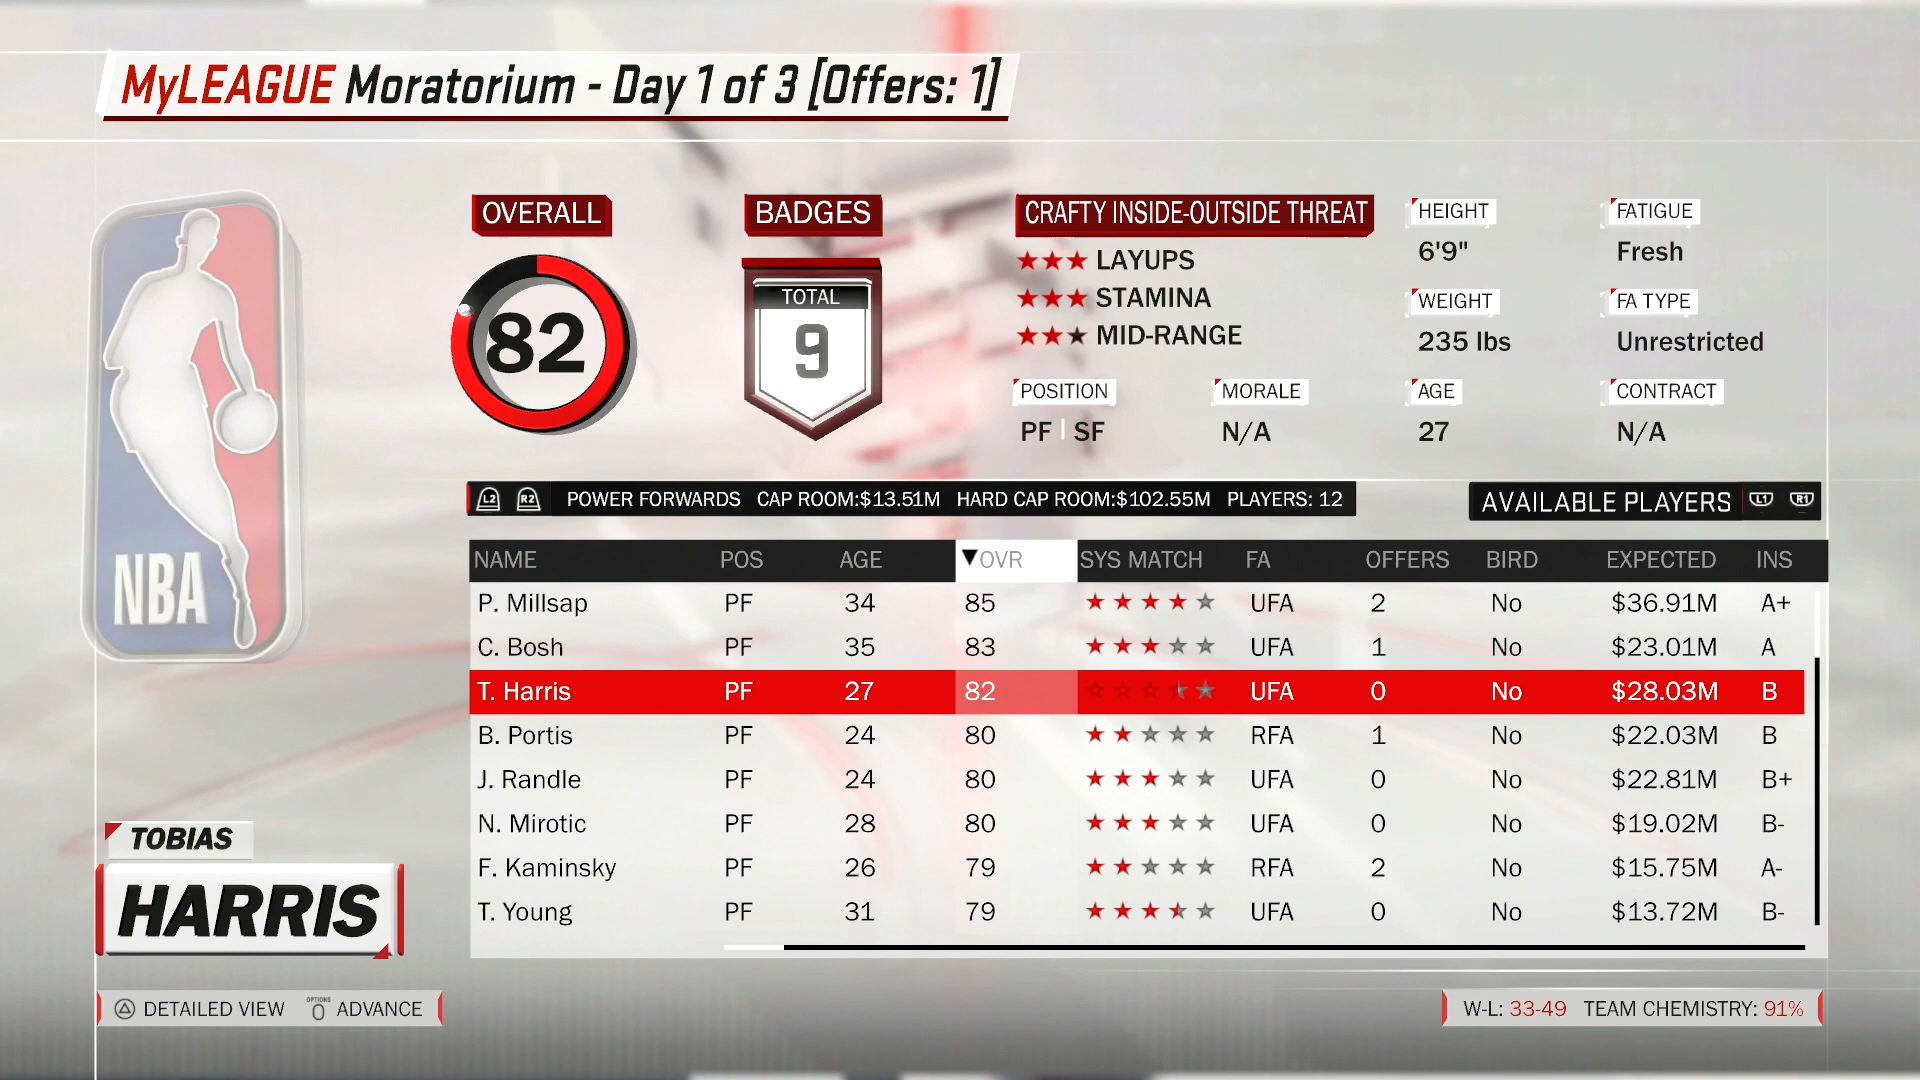 MyLEAGUE Moratorium - Day 1 of 3 [Offers: 1]
OVERALL
82
BADGES
TOTAL
9
CRAFTY INSIDE-OUTSIDE THREAT
LAYUPS
STAMINA
MID-RANGE
POSITION
PF SF
MORALE
N/A
HEIGHT
6'9"
WEIGHT
235 lbs
AGE
27
FATIGUE
Fresh
FA TYPE
Unrestricted
CONTRACT
N/A
NBA
L2 R2 POWER FORWARDS CAP ROOM:$13.51M HARD CAP ROOM:$102.55M PLAYERS: 12
AVAILABLE PLAYERS L1 R1
NAME POS AGE OVR SYS MATCH FA OFFERS BIRD EXPECTED INS
P. Millsap PF 34 85 UFA 2 No $36.91M A+
C. Bosh PF 35 83 UFA 1 No $23.01M A
T. Harris PF 27 82 UFA 0 No $28.03M B
B. Portis PF 24 80 RFA 1 No $22.03M B
J. Randle PF 24 80 UFA 0 No $22.81M B+
N. Mirotic PF 28 80 UFA 0 No $19.02M B-
F. Kaminsky PF 26 79 RFA 2 No $15.75M A-
T. Young PF 31 79 UFA 0 No $13.72M B-
TOBIAS
HARRIS
DETAILED VIEW OPTIONS ADVANCE
W-L: 33-49 TEAM CHEMISTRY: 91%